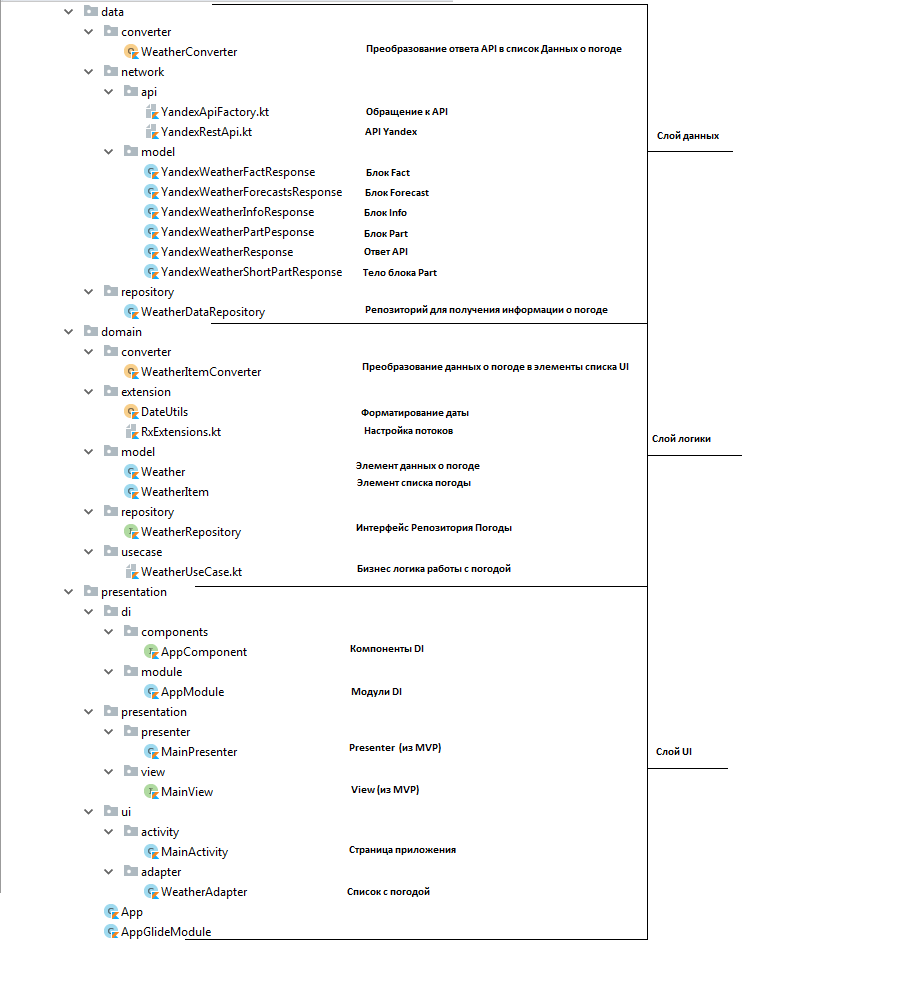 data
converter
WeatherConverter Преобразование ответа API в список Данных о погоде
network
api
YandexApiFactory.kt Обращение к API
YandexRestApi.kt API Yandex
Слой данных
model
YandexWeatherFactResponse Блок Fact
YandexWeatherForecastsResponse Блок Forecast
YandexWeatherInfoResponse Блок Info
YandexWeatherPartPesponse Блок Part
YandexWeatherResponse Ответ API
YandexWeatherShortPartResponse Тело блока Part
repository
WeatherDataRepository Репозиторий для получения информации о погоде
domain
converter
WeatherItemConverter Преобразование данных о погоде в элементы списка UI
extension
DateUtils Форматирование даты
RxExtensions.kt Настройка потоков
Слой логики
model
Weather Элемент данных о погоде
WeatherItem Элемент списка погоды
repository
WeatherRepository Интерфейс Репозитория Погоды
usecase
WeatherUseCase.kt Бизнес логика работы с погодой
presentation
di
components
AppComponent Компоненты DI
module
AppModule Модули DI
presentation
presenter
MainPresenter Presenter (из MVP)
Слой UI
view
MainView View (из MVP)
ui
activity
MainActivity Страница приложения
adapter
WeatherAdapter Список с погодой
App
AppGlideModule